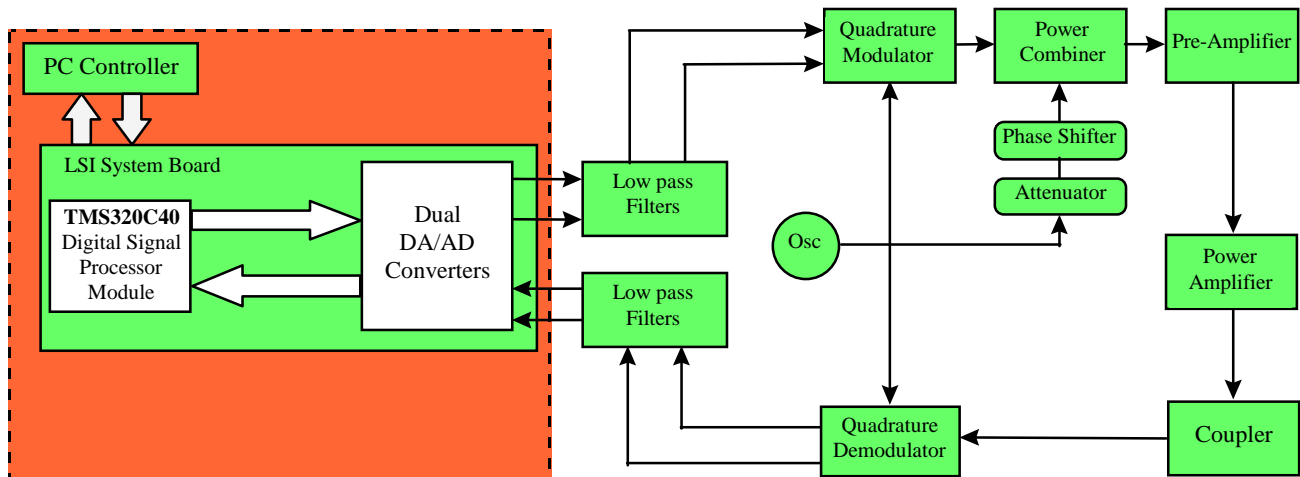 PC Controller
LSI System Board
TMS320C40
Digital Signal
Processor
Module
Dual
DA/AD
Converters
Low pass
Filters
Low pass
Filters
Quadrature
Modulator
Power
Combiner
Pre-Amplifier
Phase Shifter
Attenuator
Osc
Power
Amplifier
Quadrature
Demodulator
Coupler